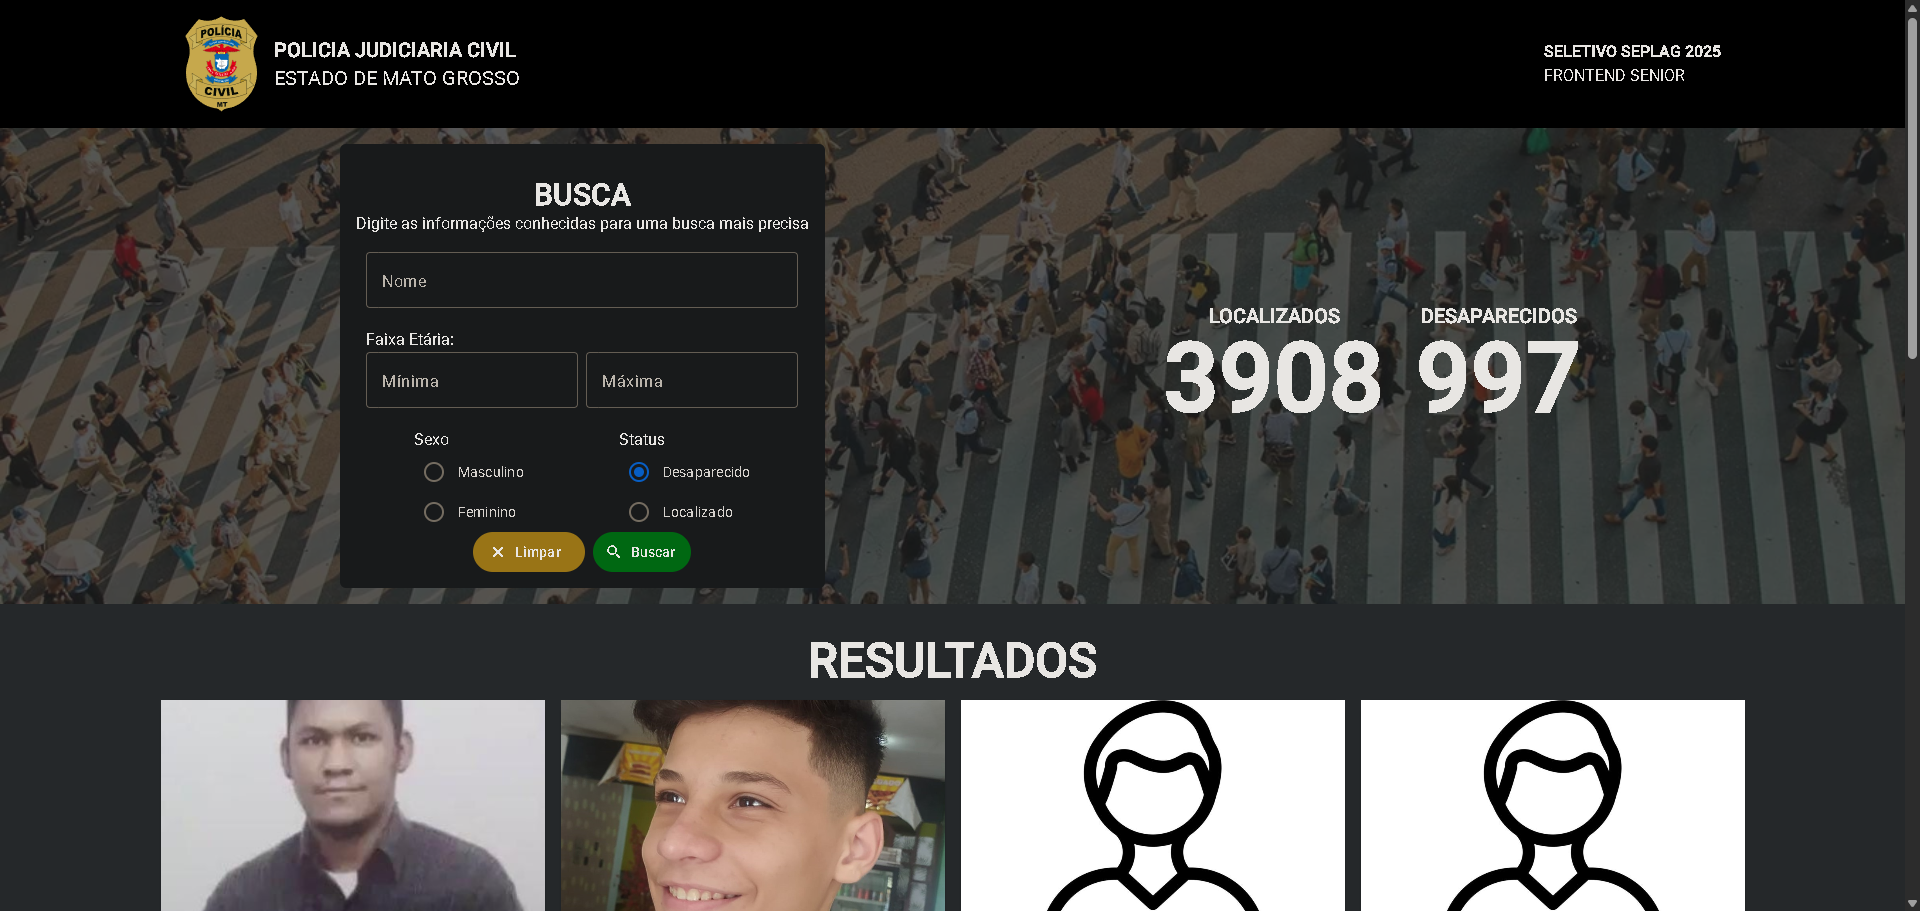 POLÍCIA
CIVIL
MT
POLICIA JUDICIARIA CIVIL
ESTADO DE MATO GROSSO
SELETIVO SEPLAG 2025
FRONTEND SENIOR
BUSCA
Digite as informações conhecidas para uma busca mais precisa
Nome
Faixa Etária:
Mínima
Máxima
Sexo
Masculino
Feminino
Status
Desaparecido
Localizado
Limpar
Buscar
LOCALIZADOS
3908
DESAPARECIDOS
997
RESULTADOS